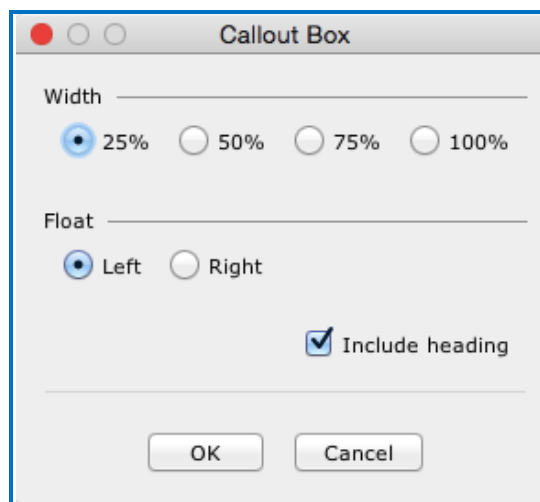 Callout Box
Width
25% 50% 75% 100%
Float
Left Right
Include heading
OK Cancel